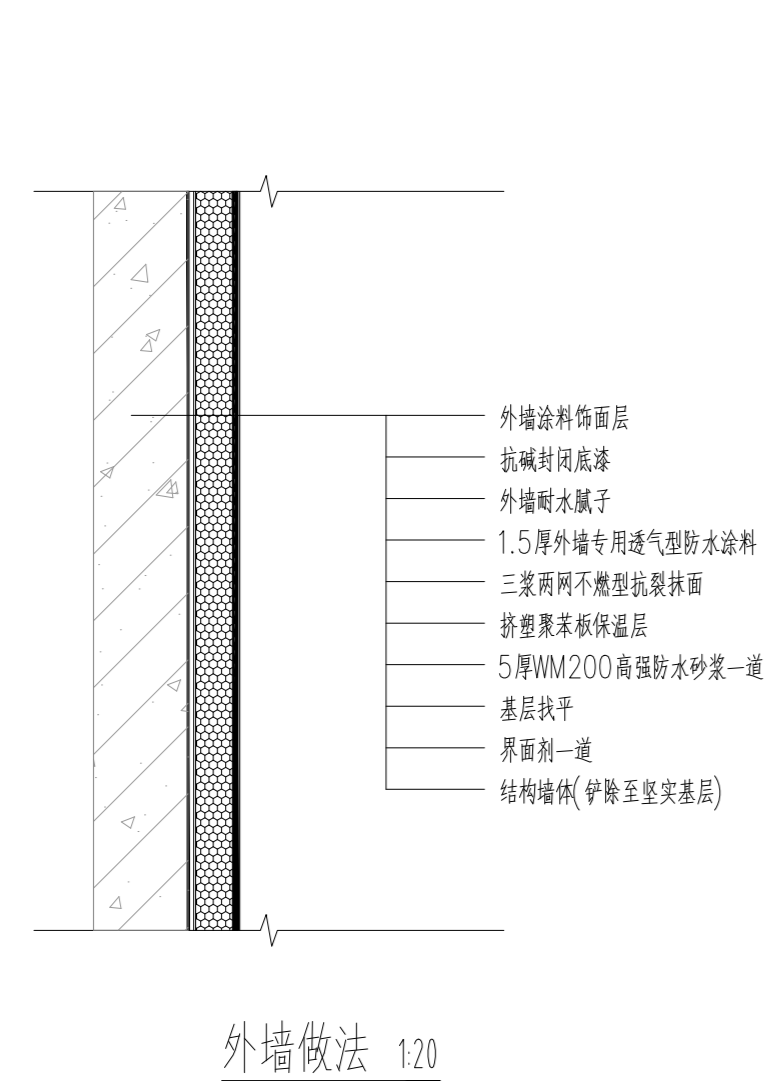 外墙涂料饰面层
抗碱封闭底漆
外墙耐水腻子
1.5厚外墙专用透气型防水涂料
三浆两网不燃型抗裂抹面
挤塑聚苯板保温层
5厚WM200高强防水砂浆一道
基层找平
界面剂一道
结构墙体(铲除至坚实基层)
外墙做法 1:20